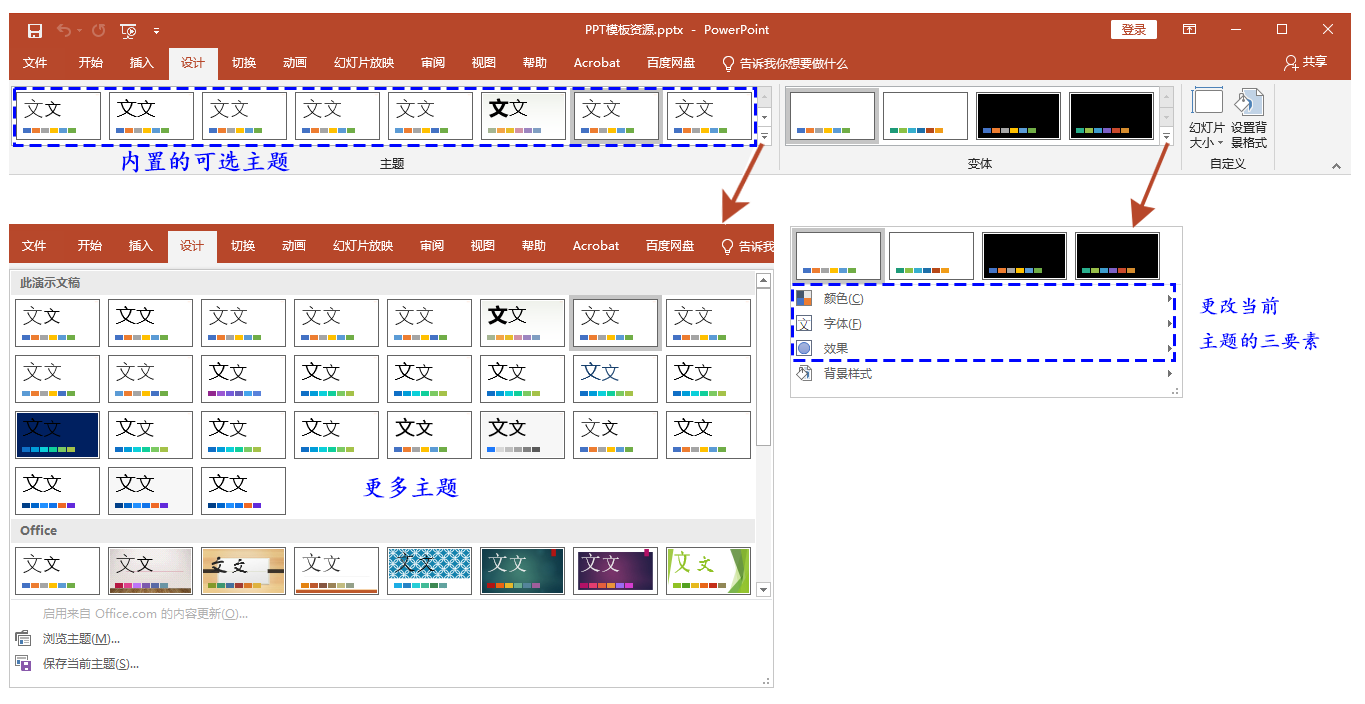 PPT模板资源.pptx - PowerPoint
登录
文件 开始 插入 设计 切换 动画 幻灯片放映 审阅 视图 帮助 Acrobat 百度网盘 告诉我你想要做什么 共享
文文 文文 文文 文文 文文 文文 文文 文文
内置的可选主题
主题
变体
幻灯片大小
设置背景格式
自定义
文件 开始 插入 设计 切换 动画 幻灯片放映 审阅 视图 帮助 Acrobat 百度网盘 告诉我
此演示文稿
文文 文文 文文 文文 文文 文文 文文 文文
文文 文文 文文 文文 文文 文文 文文 文文
文文 文文 文文 文文 文文 文文 文文 文文
文文 文文 文文
更多主题
Office
文文 文文 文文 文文 文文 文文 文文 文文
启用来自 Office.com 的内容更新(O)...
浏览主题(M)...
保存当前主题(S)...
颜色(C)
文 字体(F)
效果
背景样式
更改当前
主题的三要素